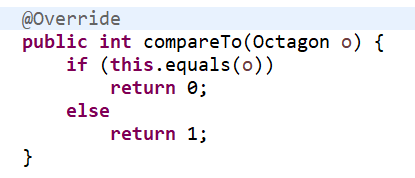 @Override
public int compareTo(Octagon o) {
    if (this.equals(o))
        return 0;
    else
        return 1;
}